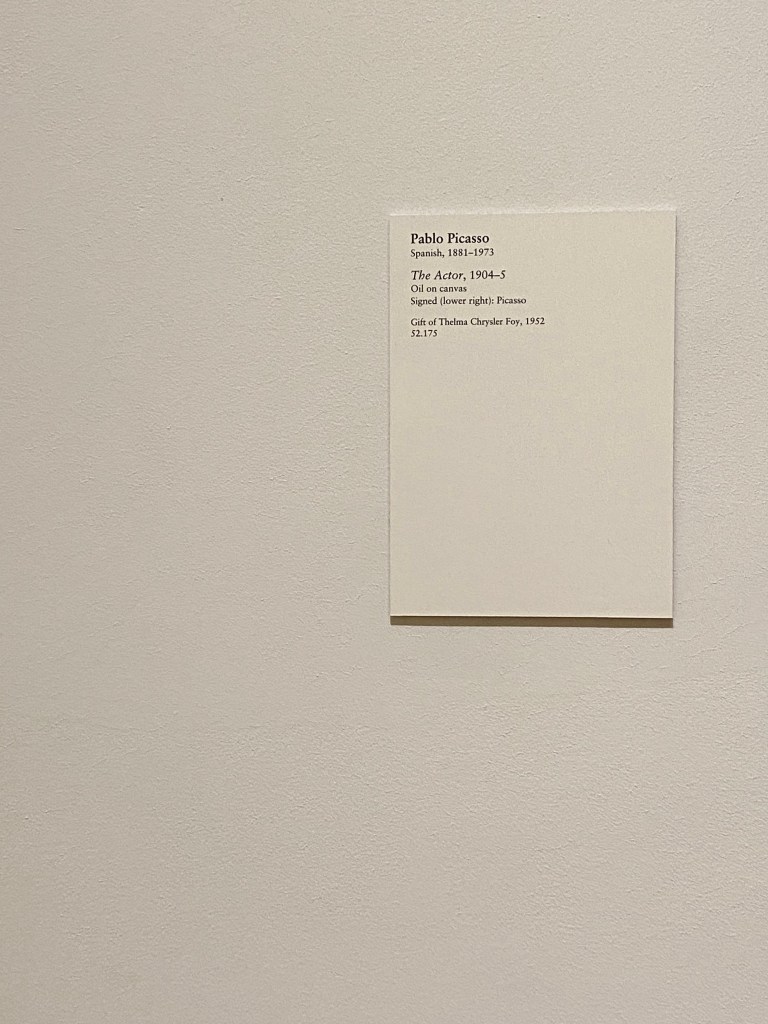 Pablo Picasso
Spanish, 1881–1973
The Actor, 1904–5
Oil on canvas
Signed (lower right): Picasso
Gift of Thelma Chrysler Foy, 1952
52.175